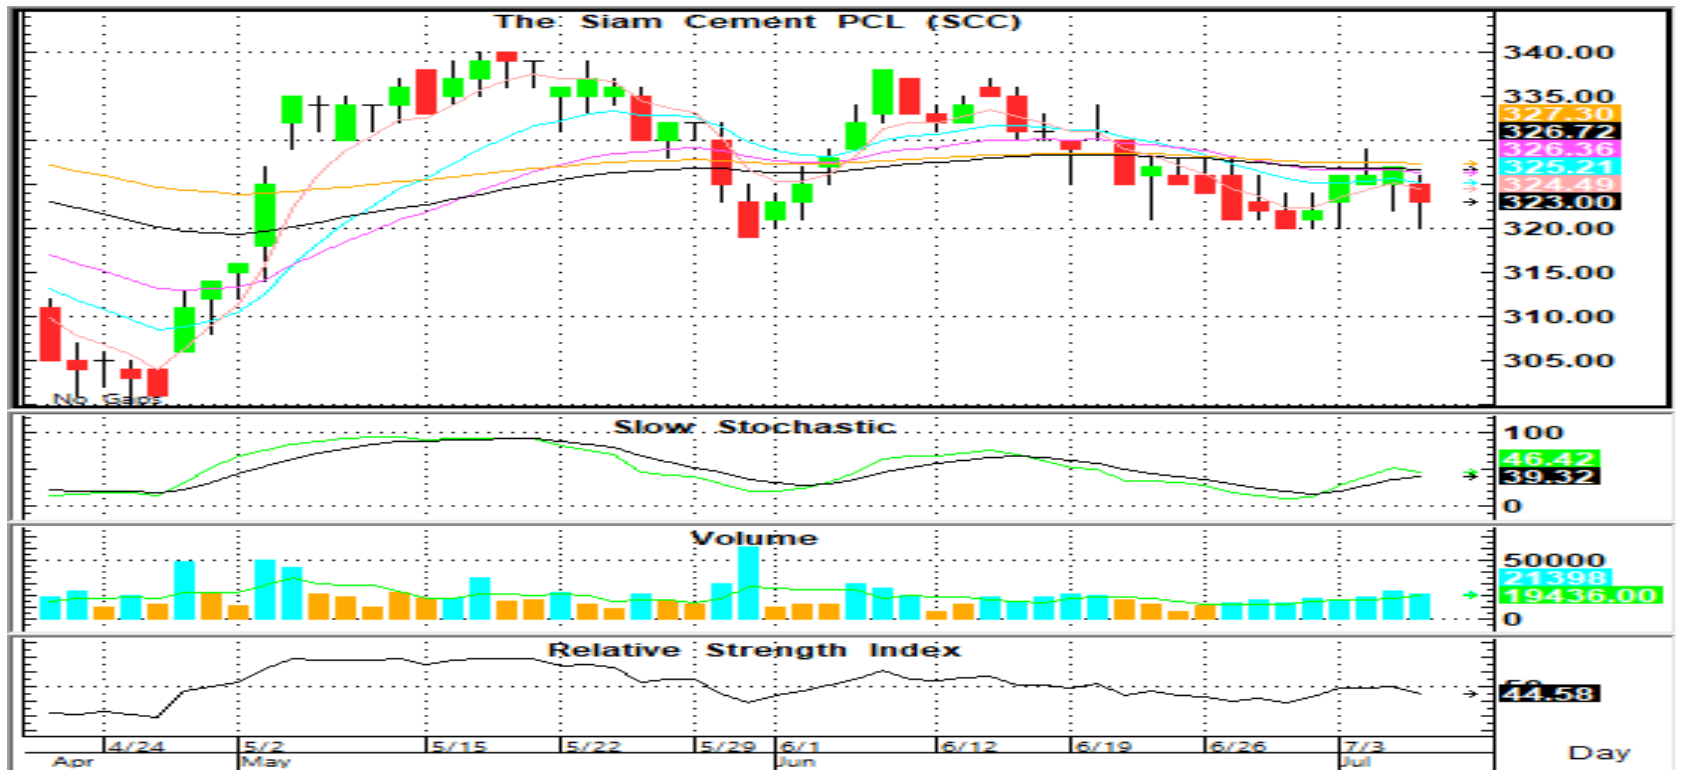 The Siam Cement PCL (SCC)
340.00
335.00
327.30
326.72
326.36
325.21
324.49
323.00
320.00
315.00
310.00
305.00
No Gaps
Slow Stochastic
100
46.42
39.32
0
Volume
50000
21398
19436.00
0
Relative Strength Index
44.58
4/24 5/2 5/15 5/22 5/29 6/1 6/12 6/19 6/26 7/3
Apr May Jun Jul
Day